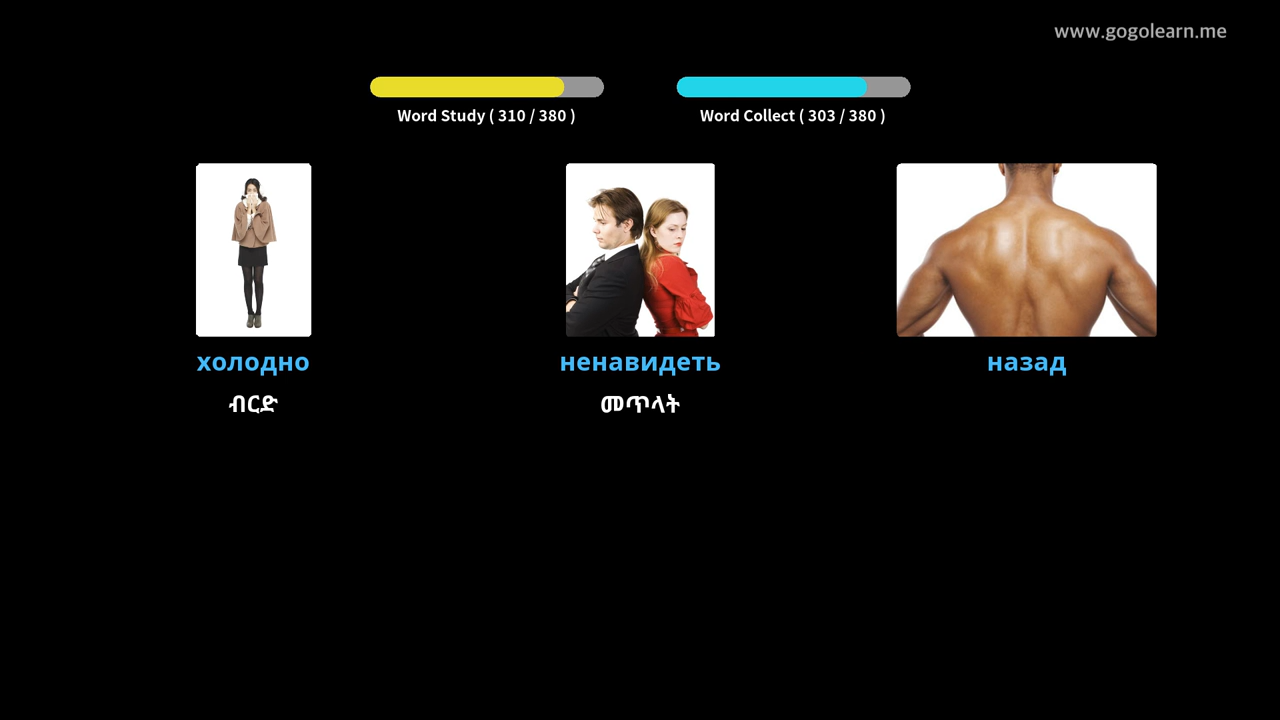 www.gogolearn.me
Word Study ( 310 / 380 )
Word Collect ( 303 / 380 )
холодно
ненавидеть
назад
ብርድ
መጥላት